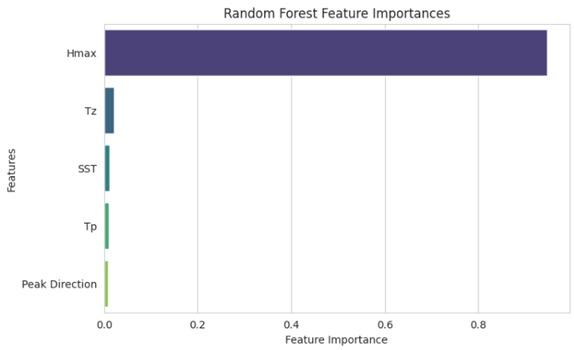 Random Forest Feature Importances
Features
Hmax
Tz
SST
Tp
Peak Direction
0.0 0.2 0.4 0.6 0.8
Feature Importance